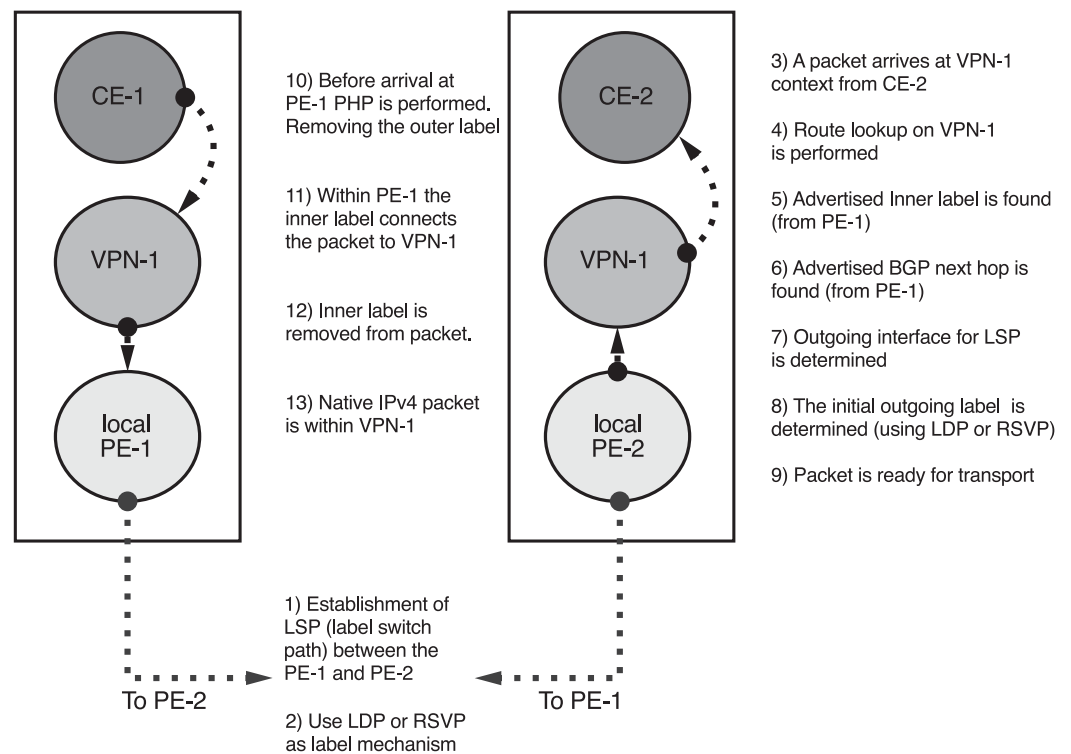 CE-1
VPN-1
local
PE-1
10) Before arrival at
PE-1 PHP is performed.
Removing the outer label
11) Within PE-1 the
inner label connects
the packet to VPN-1
12) Inner label is
removed from packet.
13) Native IPv4 packet
is within VPN-1
CE-2
VPN-1
local
PE-2
3) A packet arrives at VPN-1
context from CE-2
4) Route lookup on VPN-1
is performed
5) Advertised Inner label is found
(from PE-1)
6) Advertised BGP next hop is
found (from PE-1)
7) Outgoing interface for LSP
is determined
8) The initial outgoing label is
determined (using LDP or RSVP)
9) Packet is ready for transport
To PE-2
1) Establishment of
LSP (label switch
path) between the
PE-1 and PE-2
2) Use LDP or RSVP
as label mechanism
To PE-1